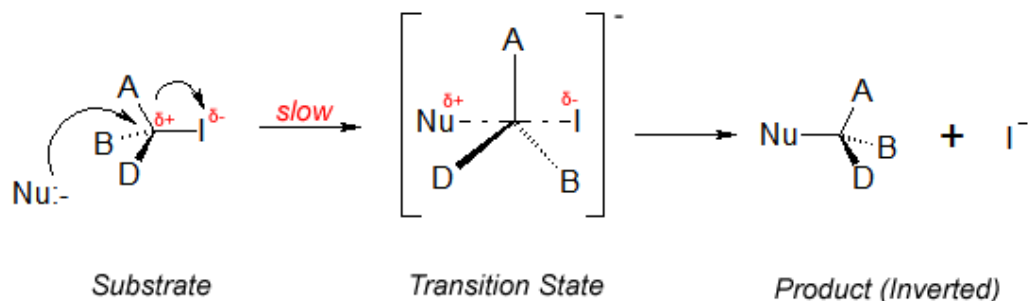 A
δ+
δ-
I
B
D
Nu:-
slow
-
A
δ+
δ-
Nu
I
D
B
A
Nu
B
D
+
I⁻
Substrate
Transition State
Product (Inverted)